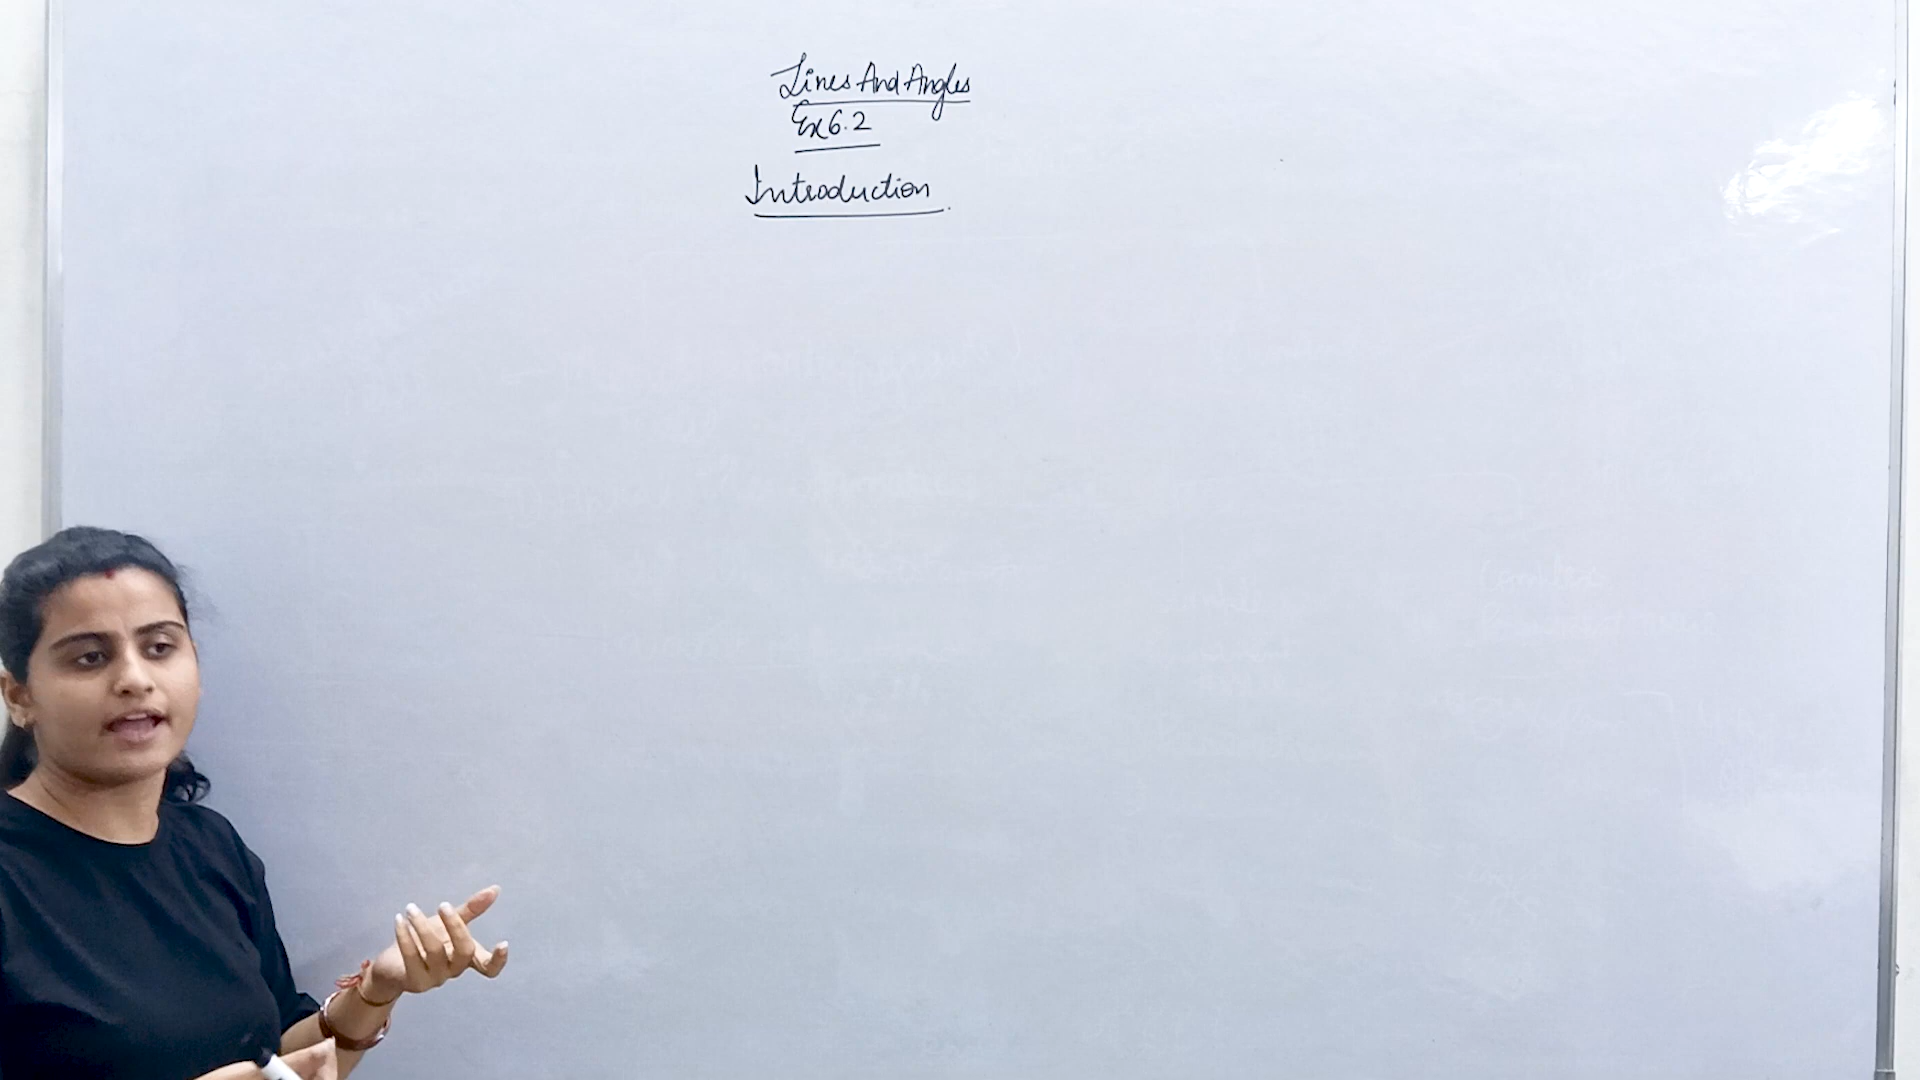 Lines And Angles
Ex 6.2
Introduction